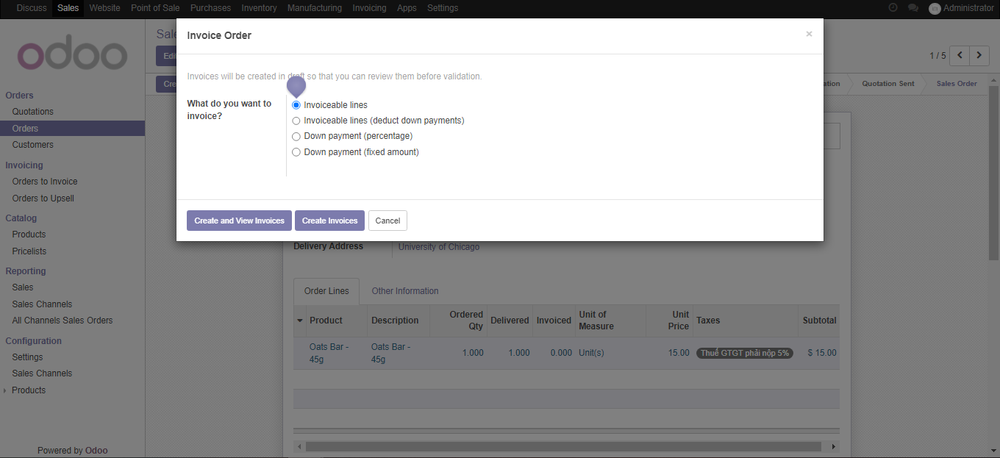 Discuss Sales Website Point of Sale Purchases Inventory Manufacturing Invoicing Apps Settings Administrator
odoo
Orders
Quotations
Orders
Customers
Invoicing
Orders to Invoice
Orders to Upsell
Catalog
Products
Pricelists
Reporting
Sales
Sales Channels
All Channels Sales Orders
Configuration
Settings
Sales Channels
Products
Powered by Odoo
1 / 5
Quotation Sent Sales Order
Invoice Order ×
Invoices will be created in draft so that you can review them before validation.
What do you want to
invoice?
Invoiceable lines
Invoiceable lines (deduct down payments)
Down payment (percentage)
Down payment (fixed amount)
Create and View Invoices Create Invoices Cancel
Delivery Address University of Chicago
Order Lines Other Information
Product Description Ordered Qty Delivered Invoiced Unit of Measure Unit Price Taxes Subtotal
Oats Bar - 45g Oats Bar - 45g 1.000 1.000 0.000 Unit(s) 15.00 Thuế GTGT phải nộp 5% $ 15.00